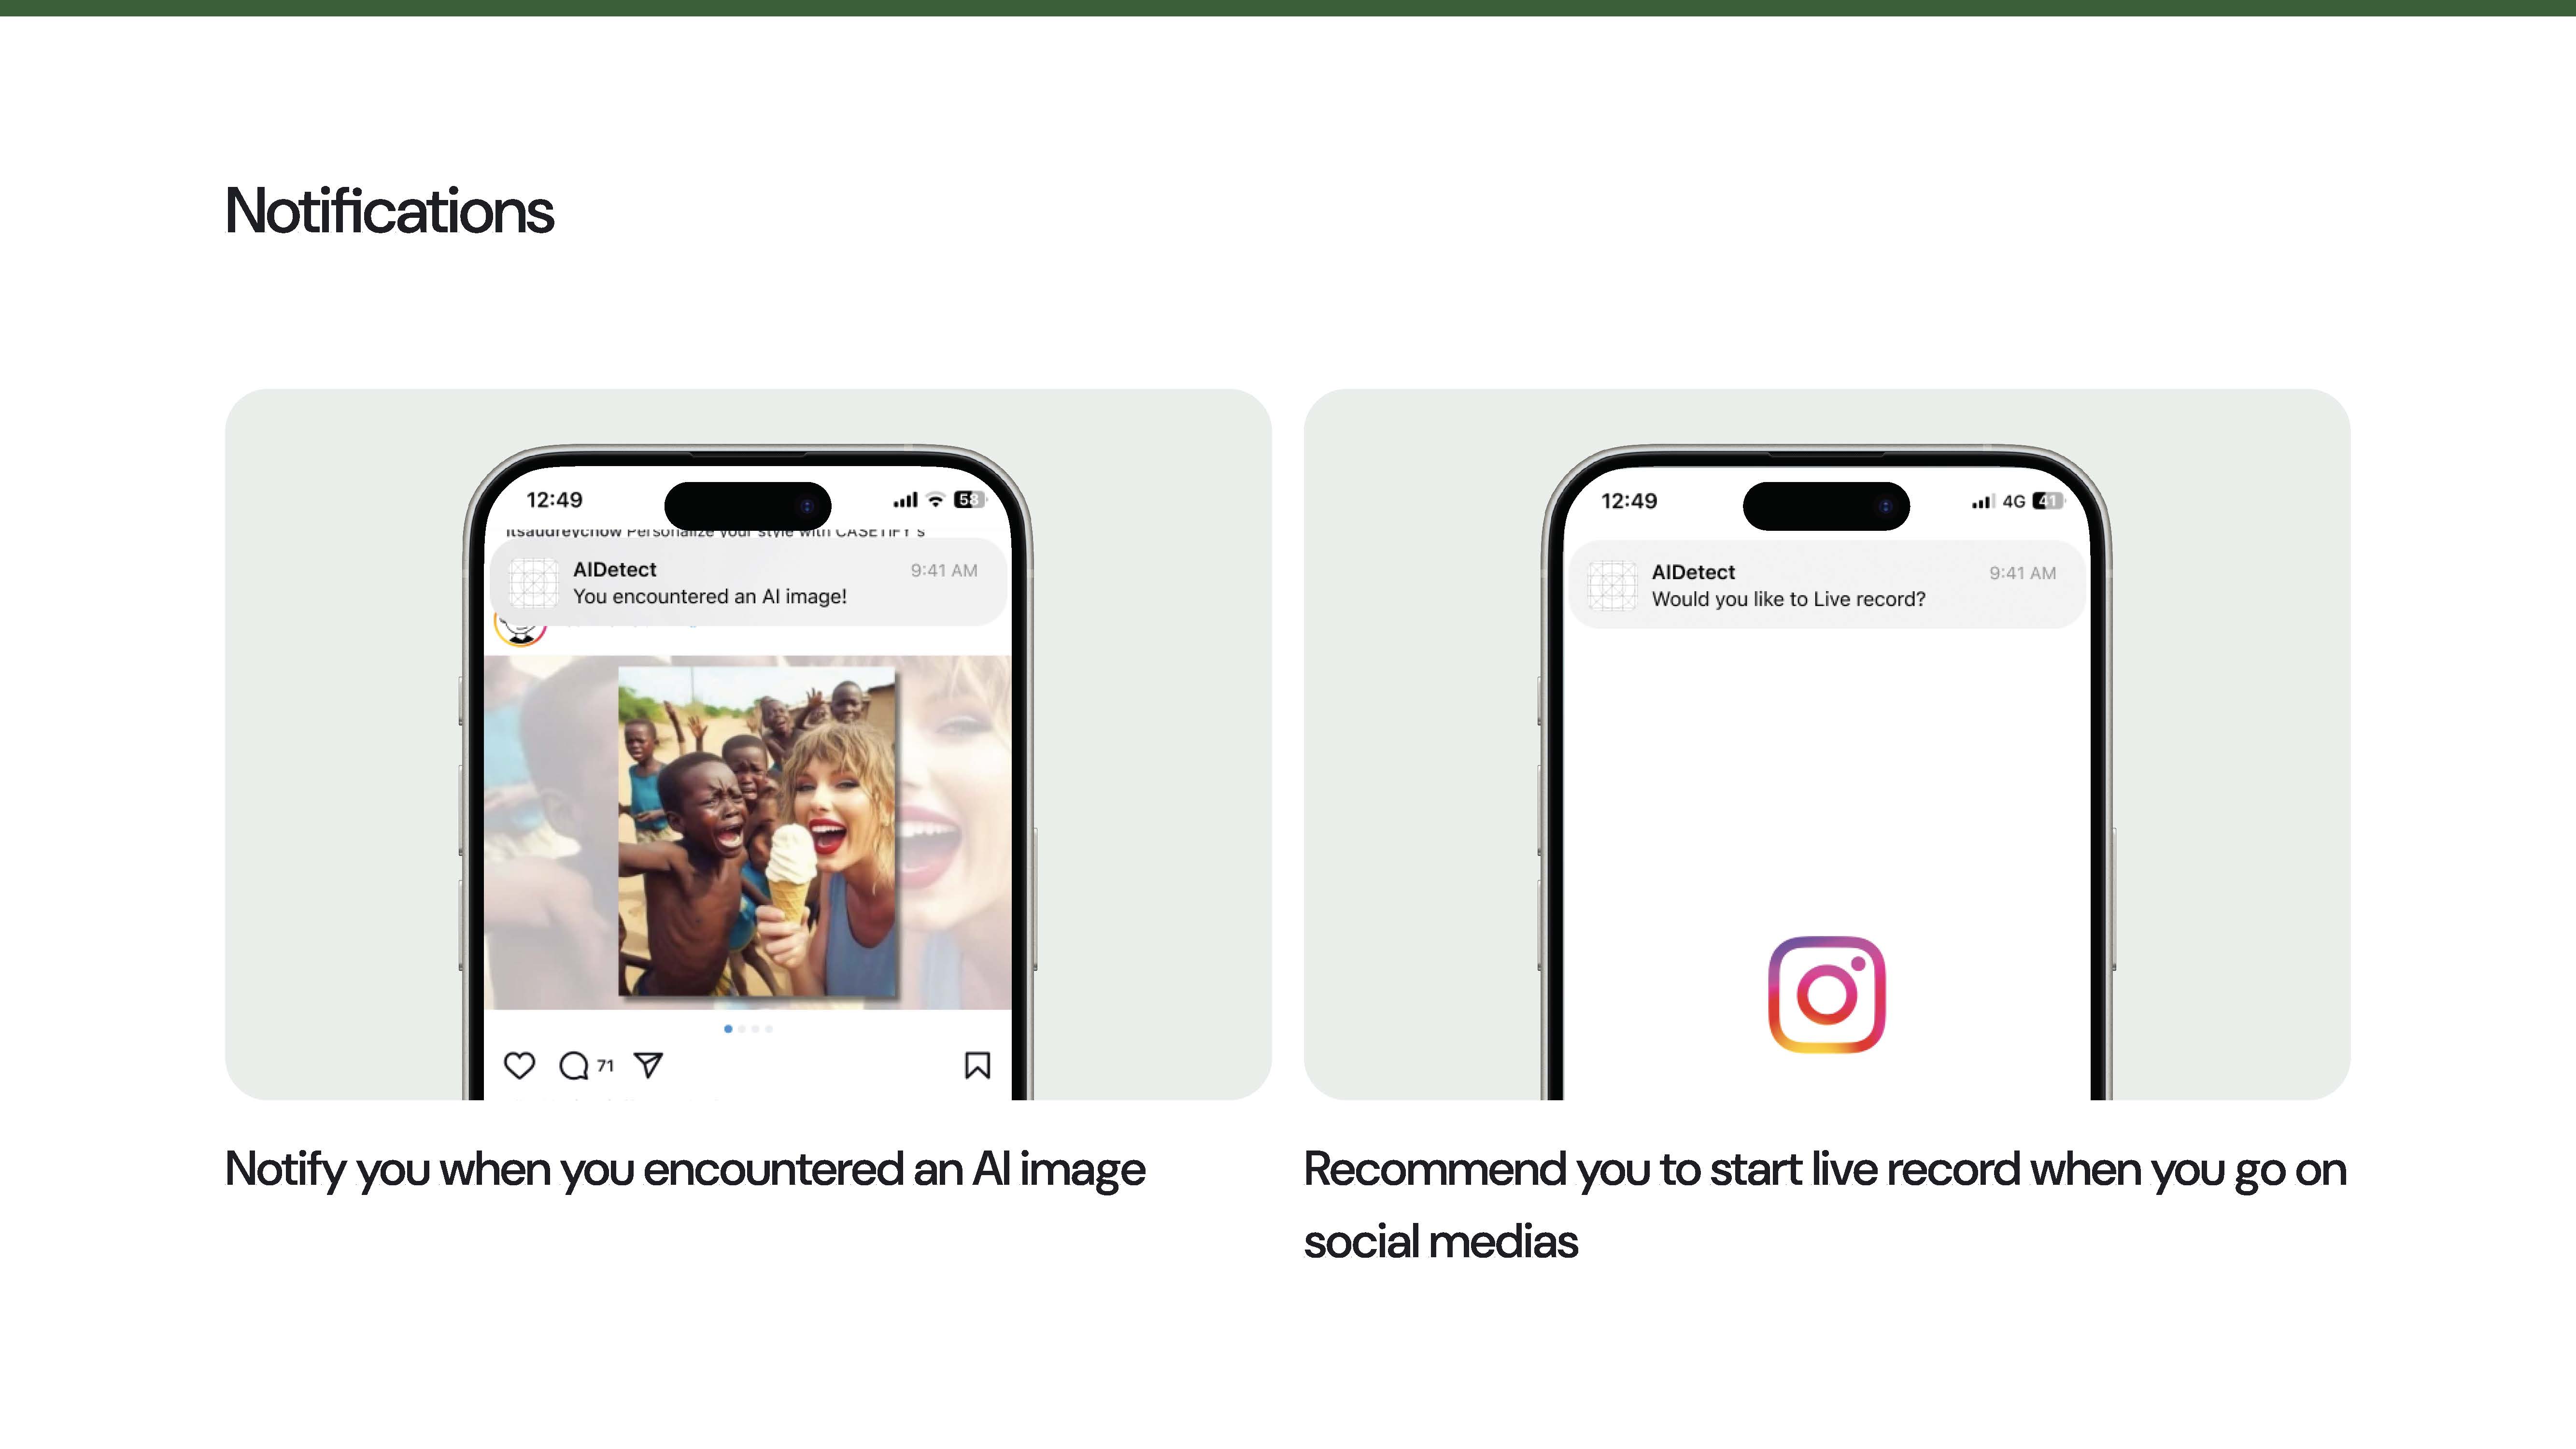 Notifications
12:49
58
itsaudreychow Personalize your style with CASETiFY's
AIDetect
9:41 AM
You encountered an AI image!
71
12:49
4G
41
AIDetect
9:41 AM
Would you like to Live record?
Notify you when you encountered an AI image
Recommend you to start live record when you go on
social medias